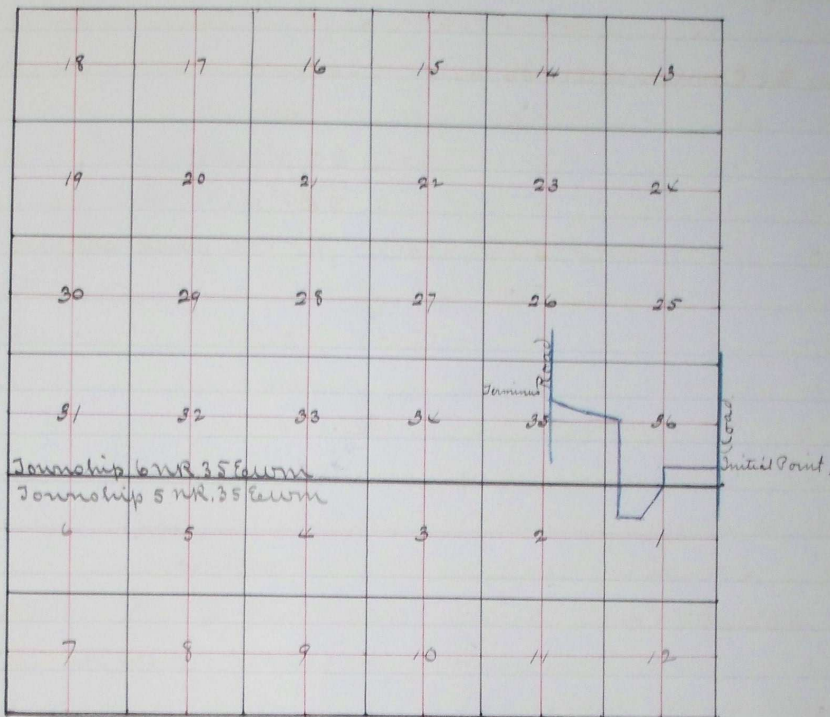 18 17 16 15 14 13
19 20 21 22 23 24
30 29 28 27 26 25
Road
Terminus
31 32 33 34 35 36
Road
Initial Point
Township 6 N R. 35 E W M
Township 5 N R. 35 E W M
6 5 4 3 2 1
7 8 9 10 11 12